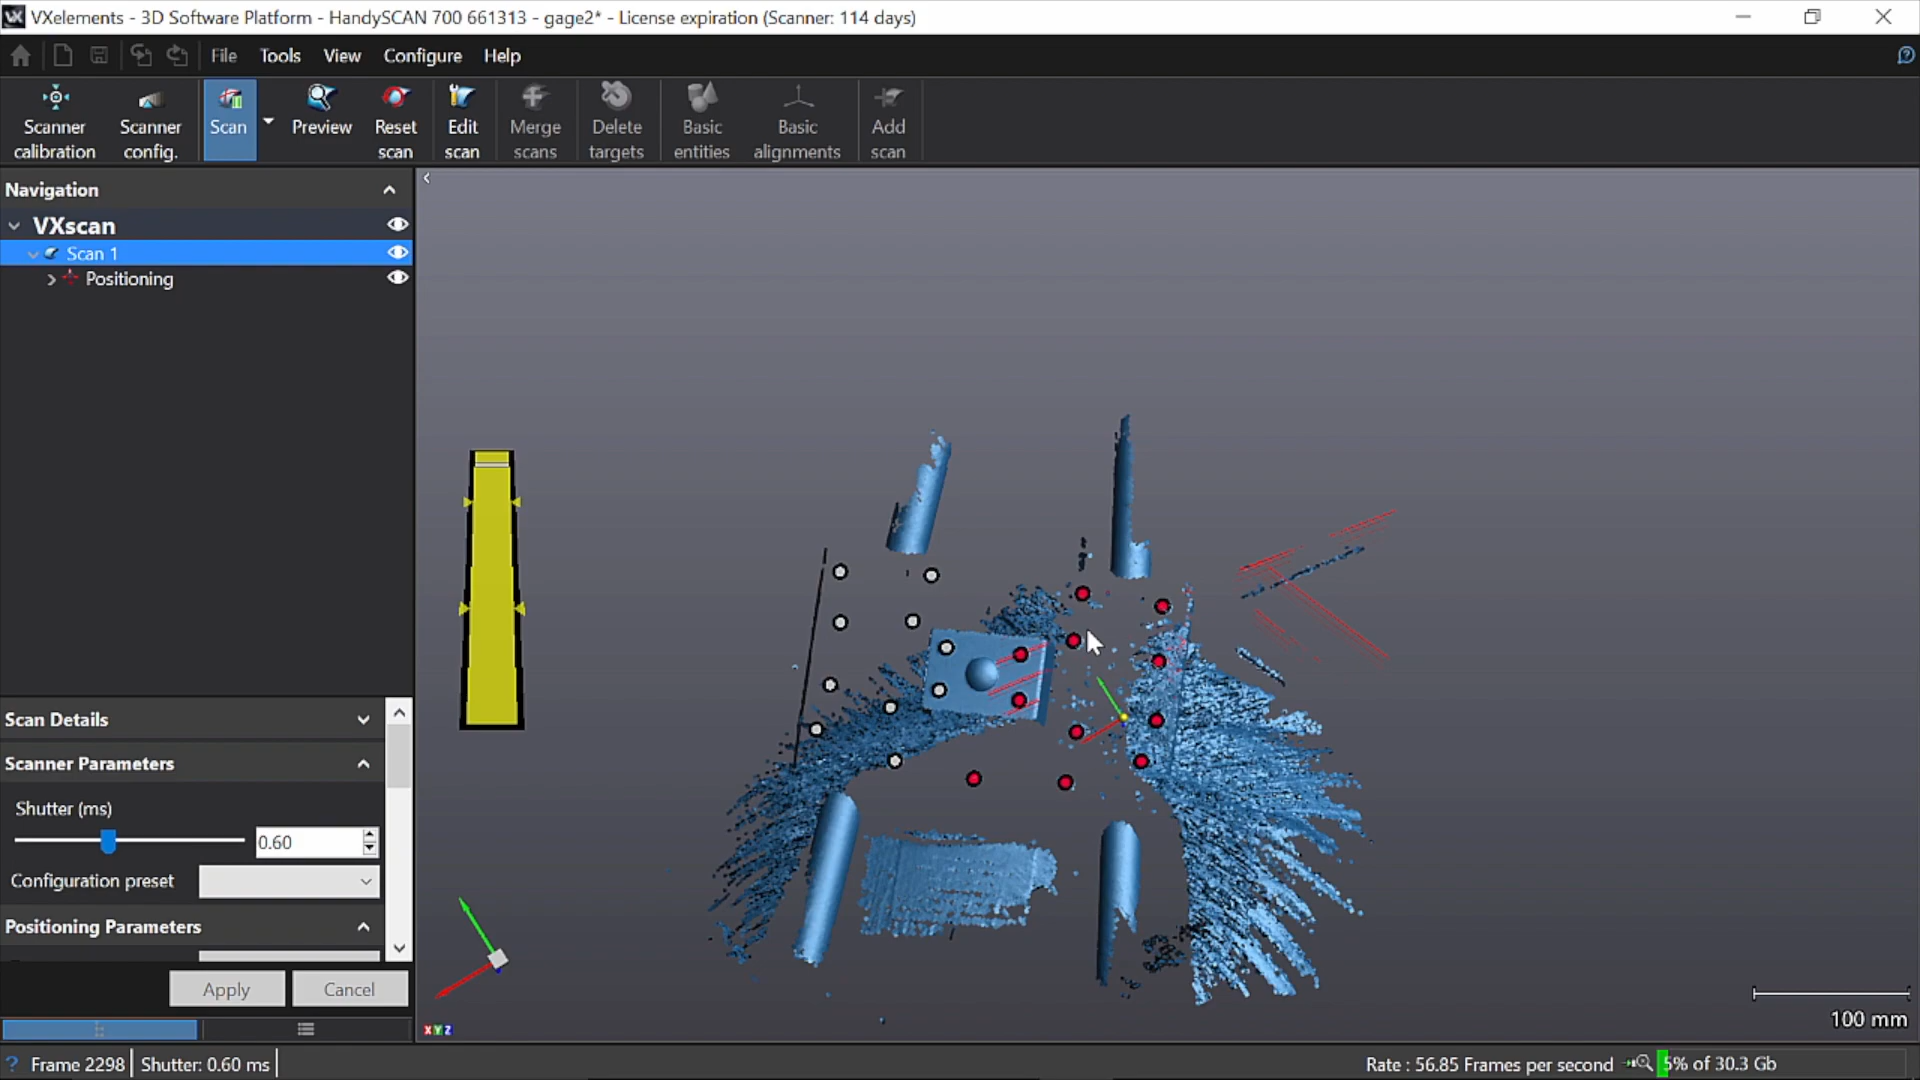 VXelements - 3D Software Platform - HandySCAN 700 661313 - gage2* - License expiration (Scanner: 114 days)
File Tools View Configure Help
Scanner calibration
Scanner config.
Scan
Preview
Reset scan
Edit scan
Merge scans
Delete targets
Basic entities
Basic alignments
Add scan
Navigation
VXscan
Scan 1
Positioning
Scan Details
Scanner Parameters
Shutter (ms)
0.60
Configuration preset
Positioning Parameters
Apply Cancel
XYZ
100 mm
Frame 2298 Shutter: 0.60 ms Rate : 56.85 Frames per second 5% of 30.3 Gb